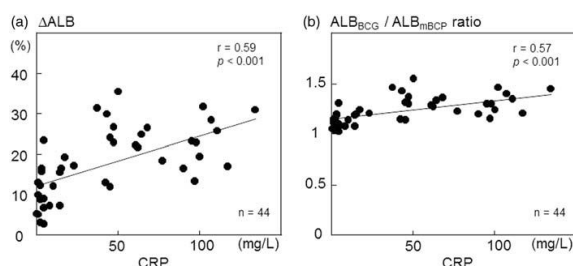 (a) ΔALB
(%)
r = 0.59
p < 0.001
40
30
20
10
0
n = 44
50
100
(mg/L)
CRP
(b) ALBBCG / ALBmBCP ratio
r = 0.57
p < 0.001
2
1.5
1
0.5
n = 44
50
100
(mg/L)
CRP